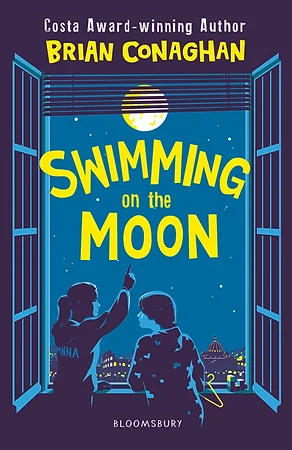 Costa Award-winning Author
BRIAN CONAGHAN
SWIMMING
on the
MOON
BLOOMSBURY